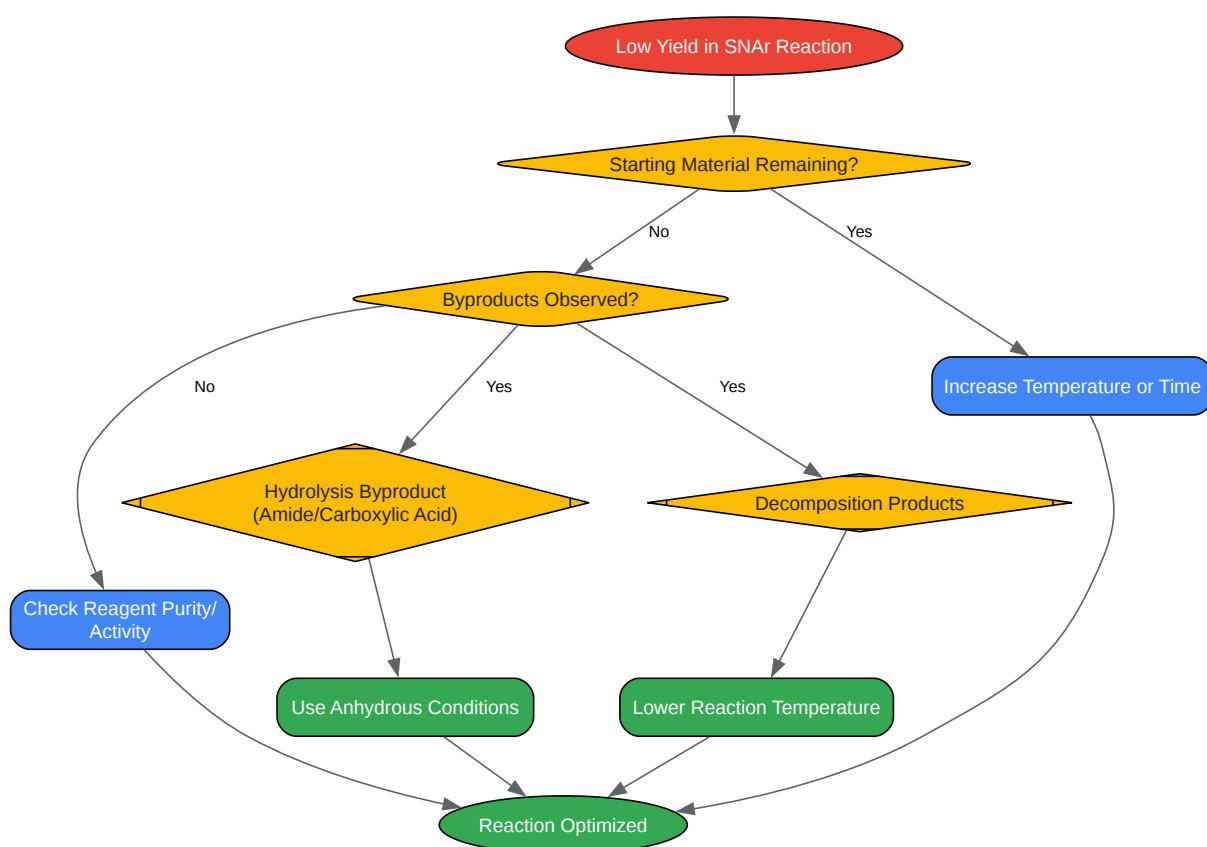 Low Yield in SNAr Reaction
Starting Material Remaining?
No
Yes
Byproducts Observed?
Increase Temperature or Time
No
Yes
Yes
Hydrolysis Byproduct
(Amide/Carboxylic Acid)
Decomposition Products
Check Reagent Purity/
Activity
Use Anhydrous Conditions
Lower Reaction Temperature
Reaction Optimized